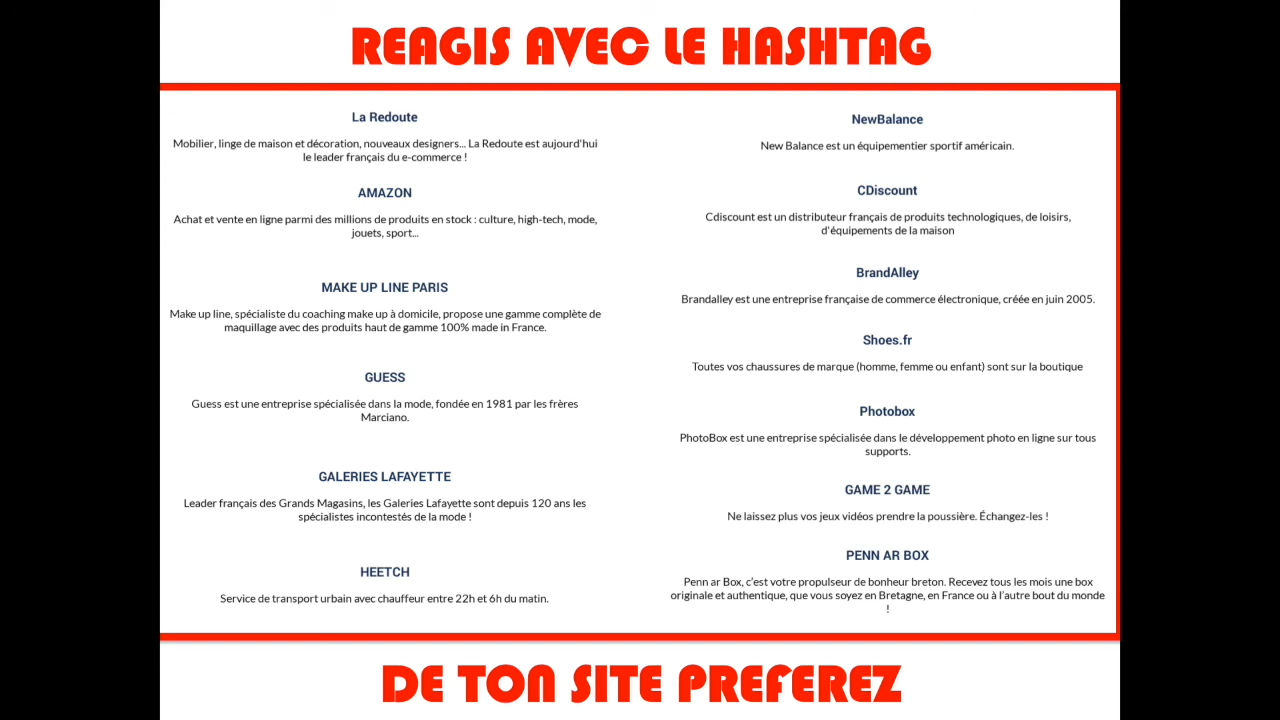 REAGIS AVEC LE HASHTAG
La Redoute
Mobilier, linge de maison et décoration, nouveaux designers... La Redoute est aujourd'hui
le leader français du e-commerce !
AMAZON
Achat et vente en ligne parmi des millions de produits en stock : culture, high-tech, mode,
jouets, sport...
MAKE UP LINE PARIS
Make up line, spécialiste du coaching make up à domicile, propose une gamme complète de
maquillage avec des produits haut de gamme 100% made in France.
GUESS
Guess est une entreprise spécialisée dans la mode, fondée en 1981 par les frères
Marciano.
GALERIES LAFAYETTE
Leader français des Grands Magasins, les Galeries Lafayette sont depuis 120 ans les
spécialistes incontestés de la mode !
HEETCH
Service de transport urbain avec chauffeur entre 22h et 6h du matin.
NewBalance
New Balance est un équipementier sportif américain.
CDiscount
Cdiscount est un distributeur français de produits technologiques, de loisirs,
d'équipements de la maison
BrandAlley
Brandalley est une entreprise française de commerce électronique, créée en juin 2005.
Shoes.fr
Toutes vos chaussures de marque (homme, femme ou enfant) sont sur la boutique
Photobox
PhotoBox est une entreprise spécialisée dans le développement photo en ligne sur tous
supports.
GAME 2 GAME
Ne laissez plus vos jeux vidéos prendre la poussière. Échangez-les !
PENN AR BOX
Penn ar Box, c'est votre propulseur de bonheur breton. Recevez tous les mois une box
originale et authentique, que vous soyez en Bretagne, en France ou à l'autre bout du monde
!
DE TON SITE PREFEREZ